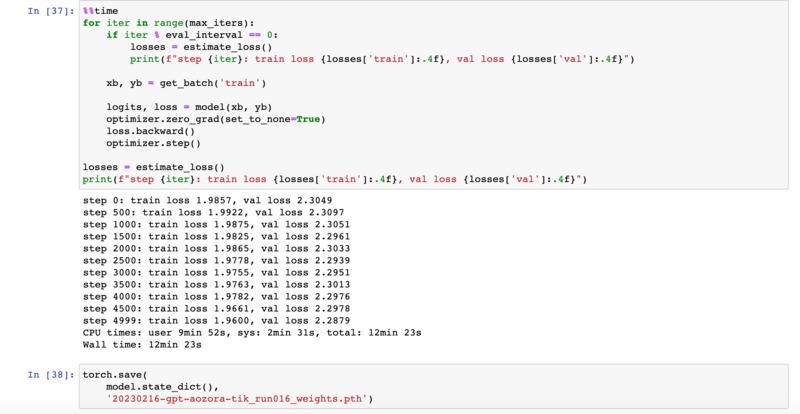 In [37]: %%time
for iter in range(max_iters):
    if iter % eval_interval == 0:
        losses = estimate_loss()
        print(f"step {iter}: train loss {losses['train']:.4f}, val loss {losses['val']:.4f}")
    xb, yb = get_batch('train')
    logits, loss = model(xb, yb)
    optimizer.zero_grad(set_to_none=True)
    loss.backward()
    optimizer.step()
losses = estimate_loss()
print(f"step {iter}: train loss {losses['train']:.4f}, val loss {losses['val']:.4f}")
step 0: train loss 1.9857, val loss 2.3049
step 500: train loss 1.9922, val loss 2.3097
step 1000: train loss 1.9875, val loss 2.3051
step 1500: train loss 1.9825, val loss 2.2961
step 2000: train loss 1.9865, val loss 2.3033
step 2500: train loss 1.9778, val loss 2.2939
step 3000: train loss 1.9755, val loss 2.2951
step 3500: train loss 1.9763, val loss 2.3013
step 4000: train loss 1.9782, val loss 2.2976
step 4500: train loss 1.9661, val loss 2.2978
step 4999: train loss 1.9600, val loss 2.2879
CPU times: user 9min 52s, sys: 2min 31s, total: 12min 23s
Wall time: 12min 23s
In [38]: torch.save(
    model.state_dict(),
    '20230216-gpt-aozora-tik_run016_weights.pth')